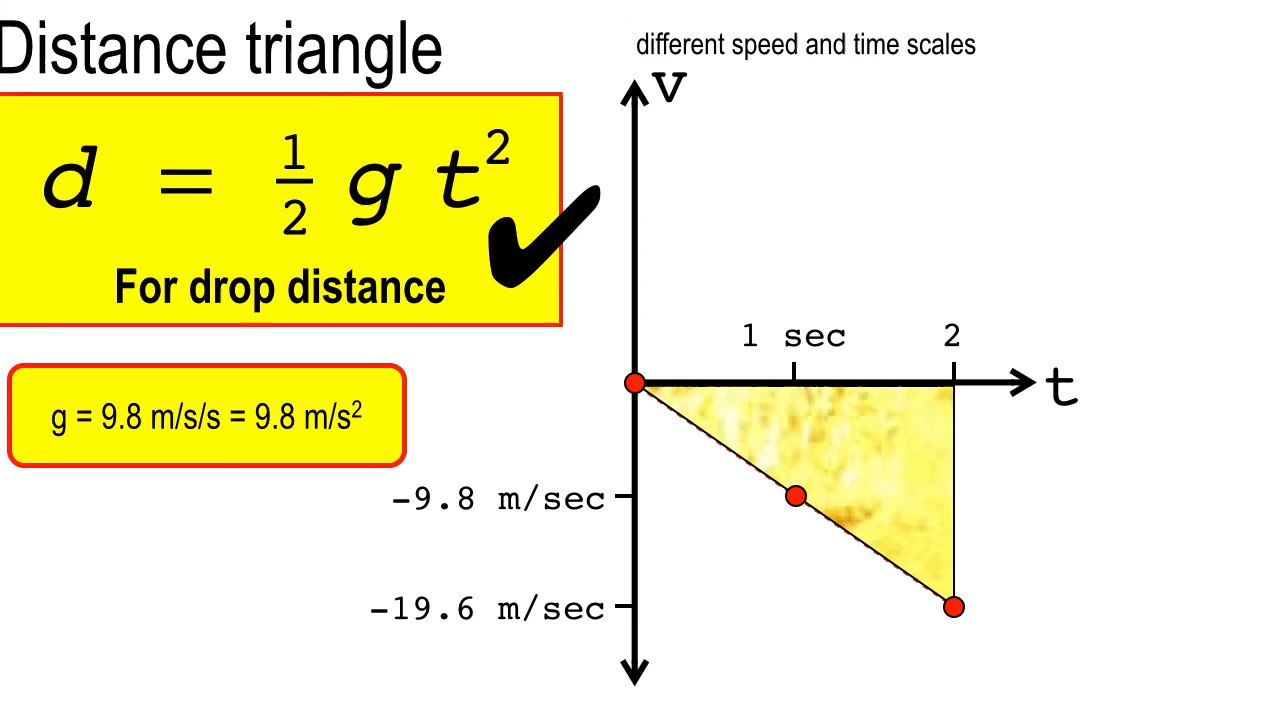 Distance triangle
d = ½ g t²
For drop distance
g = 9.8 m/s/s = 9.8 m/s²
different speed and time scales
v
1 sec
2
t
-9.8 m/sec
-19.6 m/sec